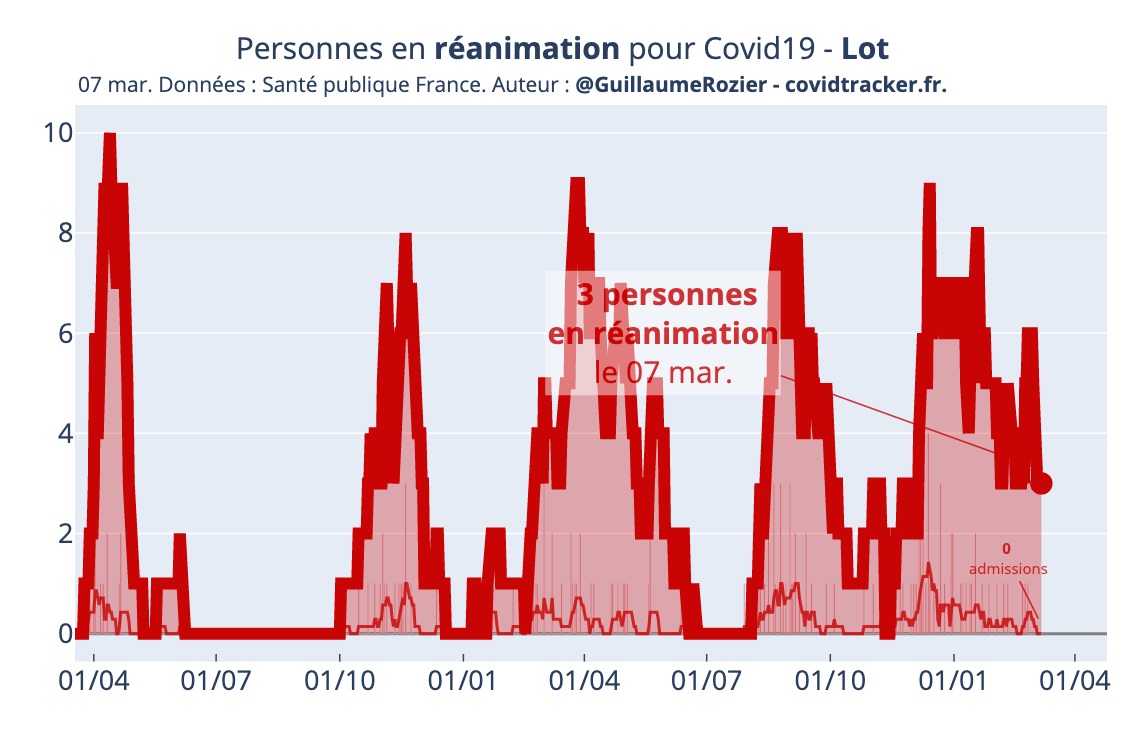 Personnes en réanimation pour Covid19 - Lot
07 mar. Données : Santé publique France. Auteur : @GuillaumeRozier - covidtracker.fr.
10
8
6
4
2
0
3 personnes
en réanimation
le 07 mar.
0
admissions
01/04 01/07 01/10 01/01 01/04 01/07 01/10 01/01 01/04